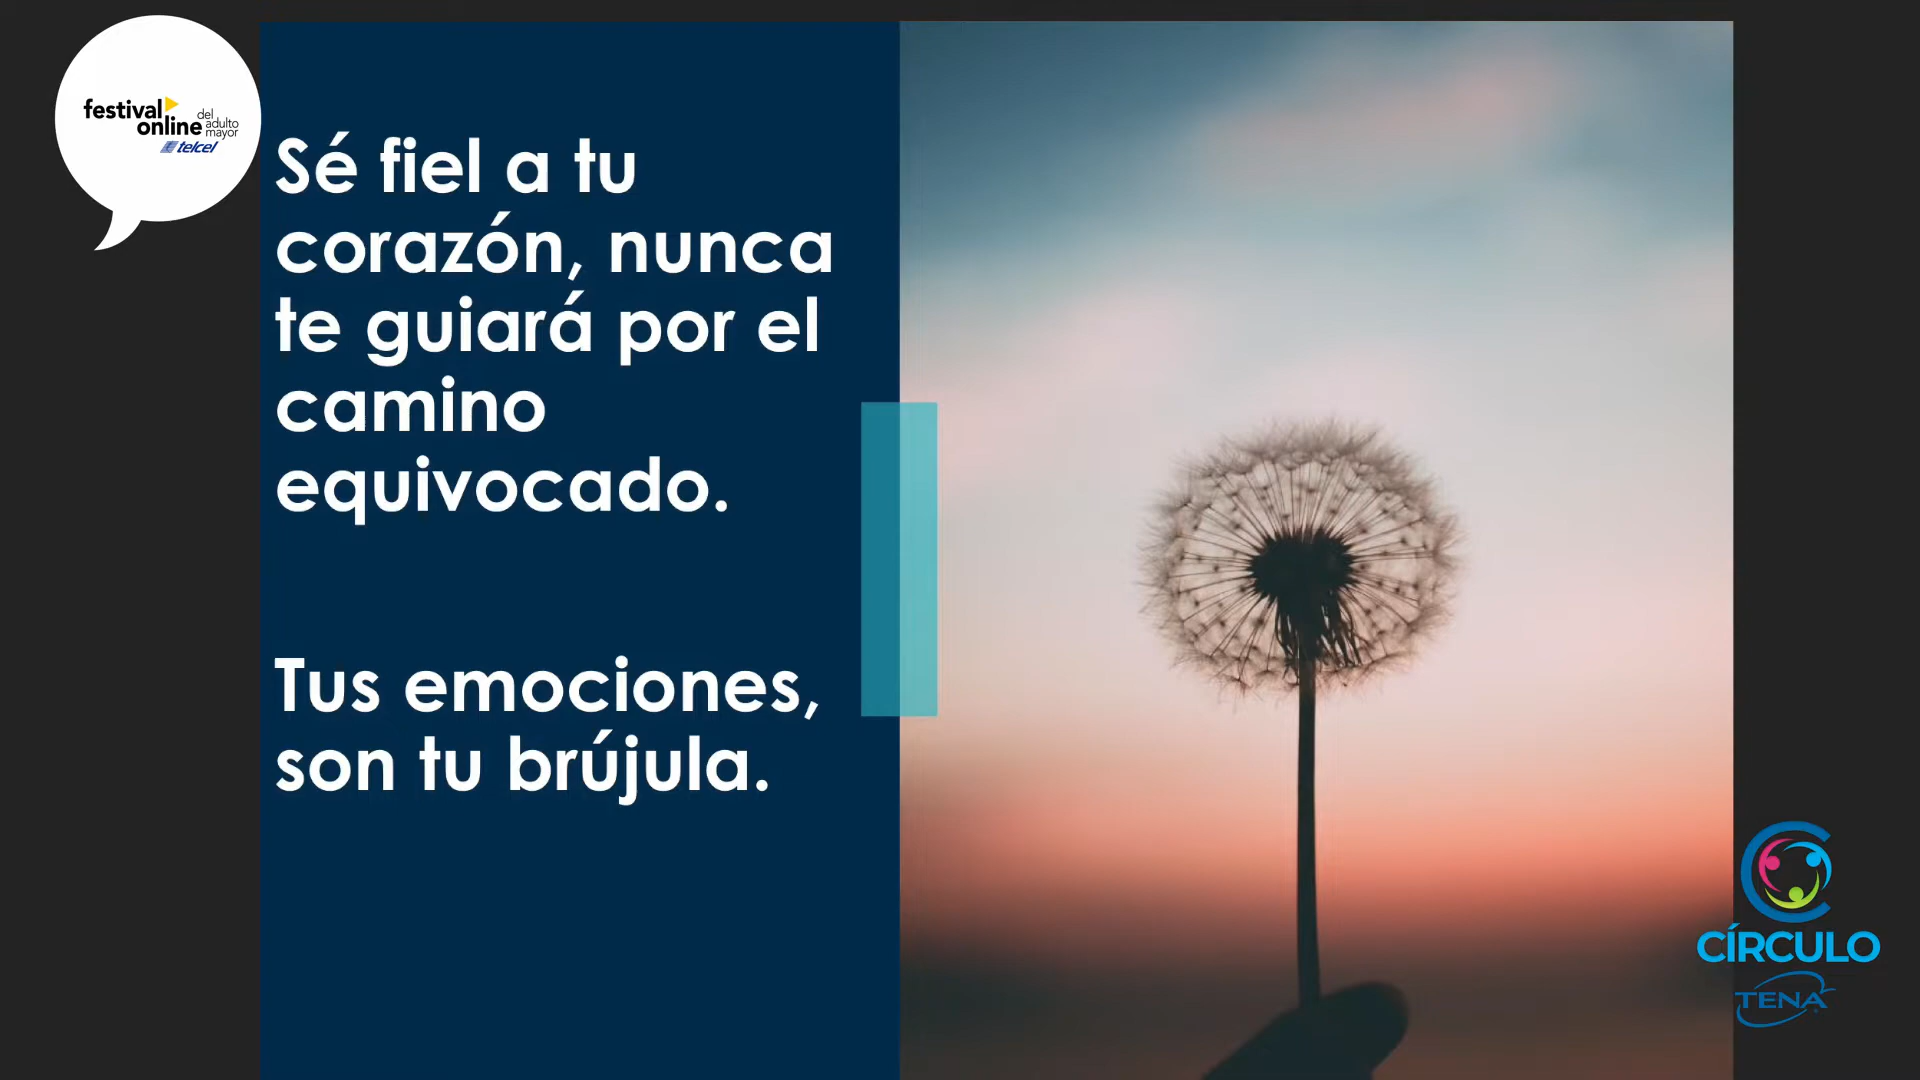 festival
online
del
adulto
mayor
telcel
Sé fiel a tu
corazón, nunca
te guiará por el
camino
equivocado.
Tus emociones,
son tu brújula.
CÍRCULO
TENA